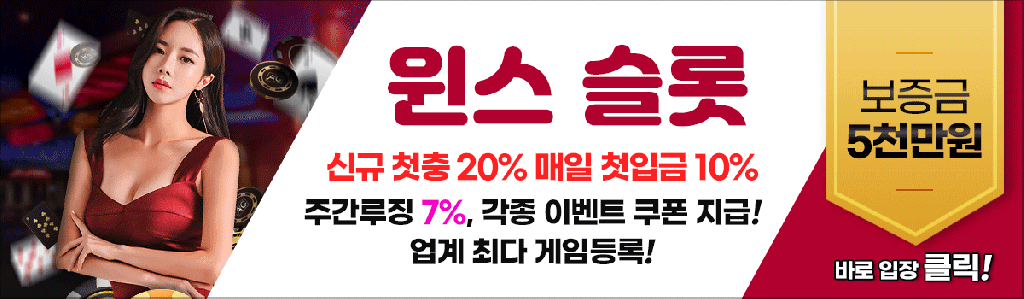 윈스 슬롯
신규 첫충 20% 매일 첫입금 10%
주간루징 7%, 각종 이벤트 쿠폰 지급!
업계 최다 게임등록!
보증금
5천만원
바로 입장 클릭!